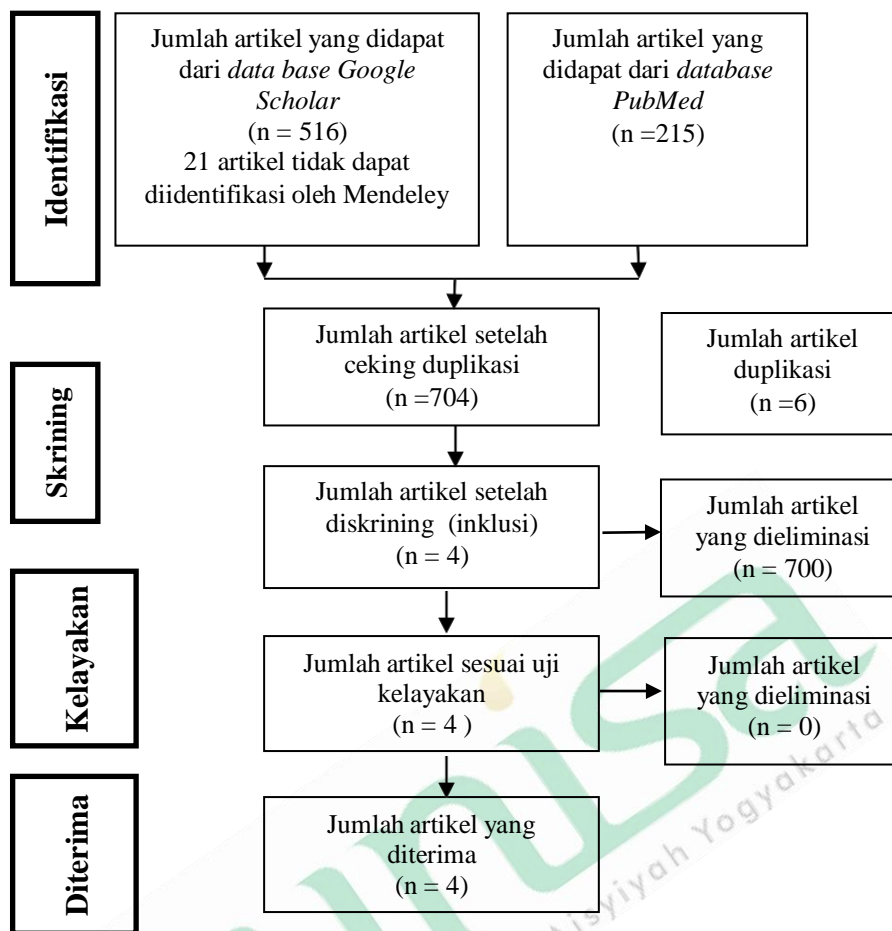 Identifikasi
Jumlah artikel yang didapat
dari data base Google
Scholar
(n = 516)
21 artikel tidak dapat
diidentifikasi oleh Mendeley
Jumlah artikel yang
didapat dari database
PubMed
(n =215)
Skrining
Jumlah artikel setelah
ceking duplikasi
(n =704)
Jumlah artikel
duplikasi
(n =6)
Jumlah artikel setelah
diskrining (inklusi)
(n = 4)
Jumlah artikel
yang dieliminasi
(n = 700)
Kelayakan
Jumlah artikel sesuai uji
kelayakan
(n = 4 )
Jumlah artikel
yang dieliminasi
(n = 0)
Diterima
Jumlah artikel yang
diterima
(n = 4)
unisa
Aisyiyah Yogyakarta